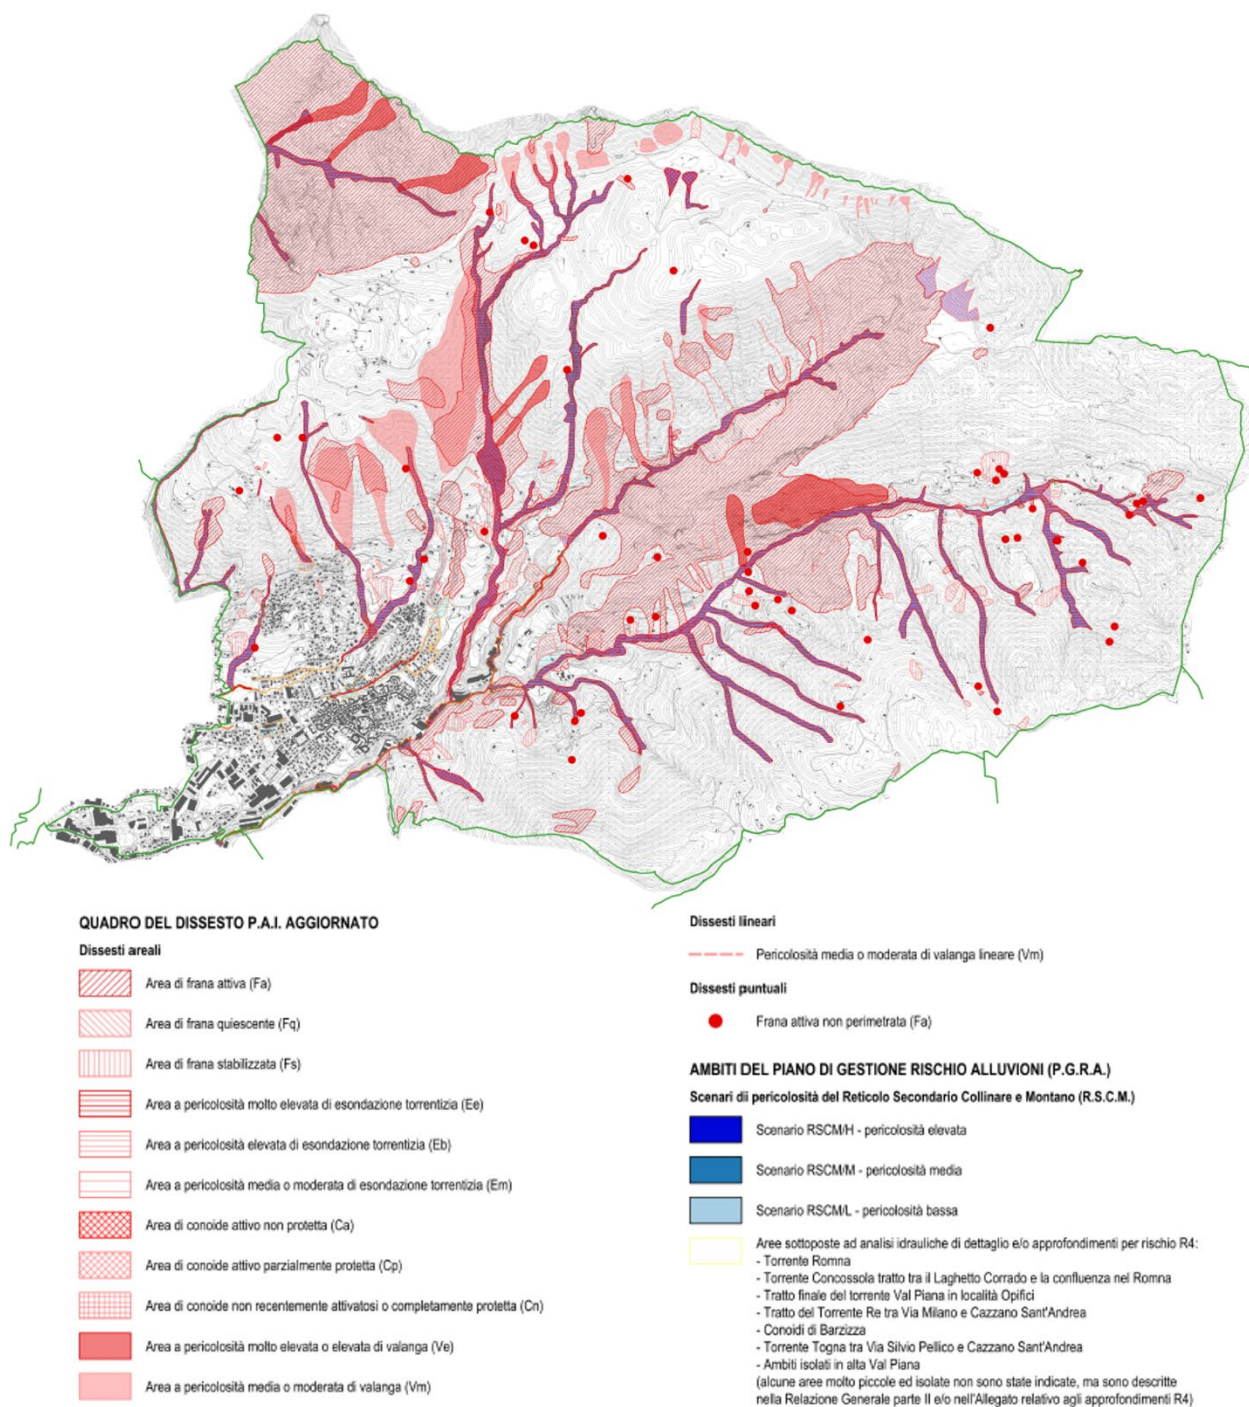 QUADRO DEL DISSESTO P.A.I. AGGIORNATO
Dissesti areali
Area di frana attiva (Fa)
Area di frana quiescente (Fq)
Area di frana stabilizzata (Fs)
Area a pericolosità molto elevata di esondazione torrentizia (Ee)
Area a pericolosità elevata di esondazione torrentizia (Eb)
Area a pericolosità media o moderata di esondazione torrentizia (Em)
Area di conoide attivo non protetta (Ca)
Area di conoide attivo parzialmente protetta (Cp)
Area di conoide non recentemente attivatosi o completamente protetta (Cn)
Area a pericolosità molto elevata o elevata di valanga (Ve)
Area a pericolosità media o moderata di valanga (Vm)
Dissesti lineari
Pericolosità media o moderata di valanga lineare (Vm)
Dissesti puntuali
Frana attiva non perimetrata (Fa)
AMBITI DEL PIANO DI GESTIONE RISCHIO ALLUVIONI (P.G.R.A.)
Scenari di pericolosità del Reticolo Secondario Collinare e Montano (R.S.C.M.)
Scenario RSCM/H - pericolosità elevata
Scenario RSCM/M - pericolosità media
Scenario RSCM/L - pericolosità bassa
Aree sottoposte ad analisi idrauliche di dettaglio e/o approfondimenti per rischio R4:
- Torrente Romna
- Torrente Concossola tratto tra il Laghetto Corrado e la confluenza nel Romna
- Tratto finale del torrente Val Piana in località Opifici
- Tratto del Torrente Re tra Via Milano e Cazzano Sant'Andrea
- Conoidi di Barzizza
- Torrente Togna tra Via Silvio Pellico e Cazzano Sant'Andrea
- Ambiti isolati in alta Val Piana
(alcune aree molto piccole ed isolate non sono state indicate, ma sono descritte
nella Relazione Generale parte II e/o nell'Allegato relativo agli approfondimenti R4)